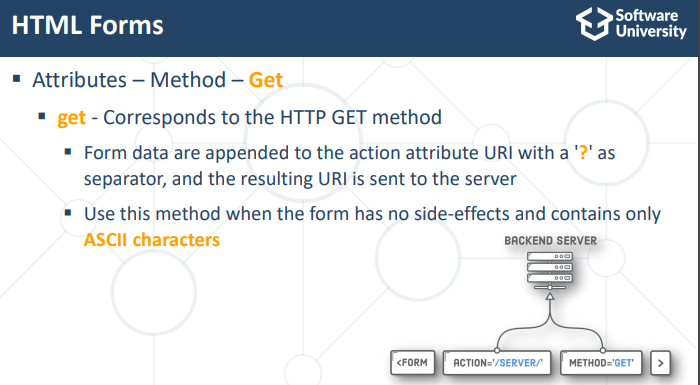 HTML Forms
Software
University
Attributes – Method – Get
get - Corresponds to the HTTP GET method
Form data are appended to the action attribute URI with a '?' as
separator, and the resulting URI is sent to the server
Use this method when the form has no side-effects and contains only
ASCII characters
BACKEND SERVER
<FORM
ACTION='/SERVER/'
METHOD='GET'
>